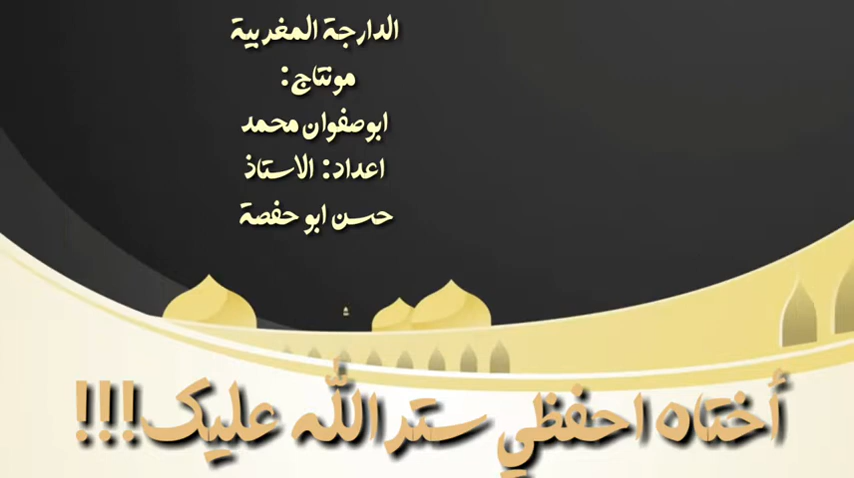 الدارجة المغربية
مونتاج:
ابوصفوان محمد
اعداد: الاستاذ
حسن ابو حفصة
أختاه احفظي ستر الله عليك!!!